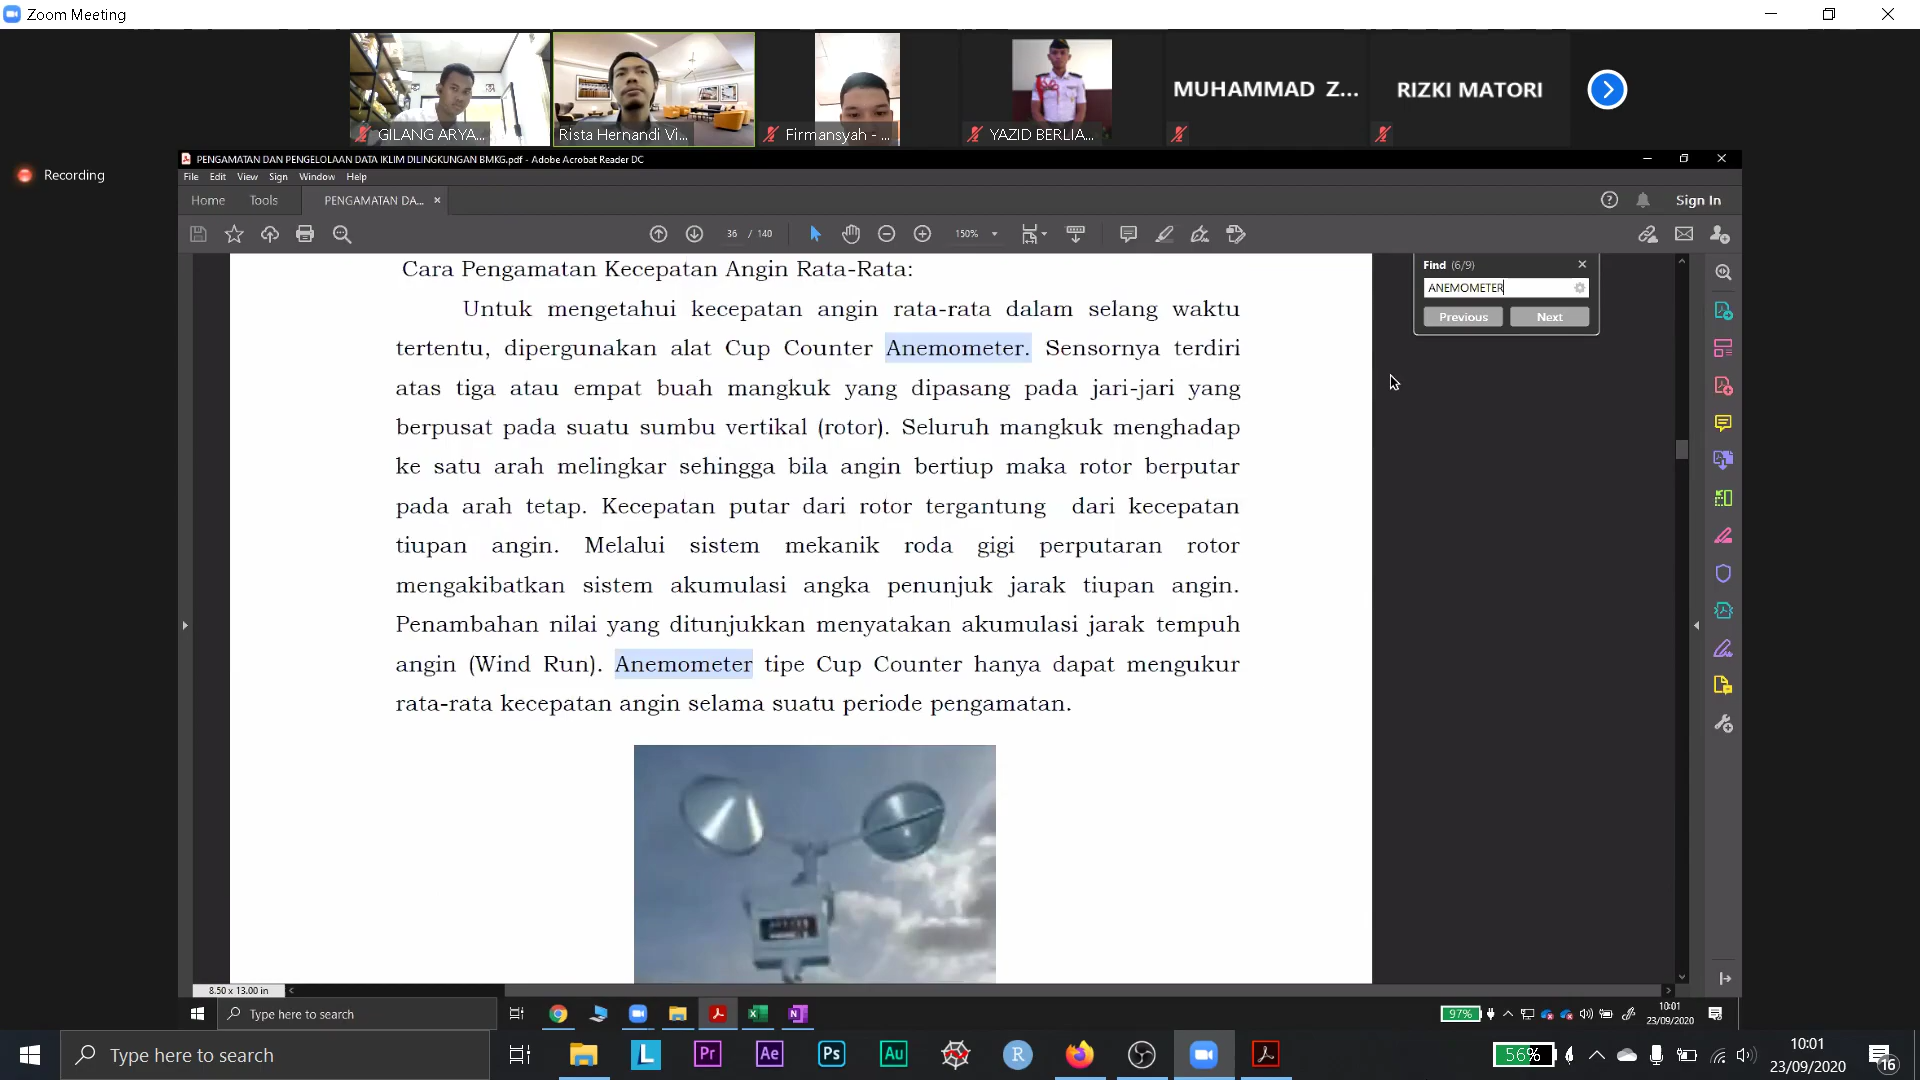 Zoom Meeting
GILANG ARYA...
Rista Hernandi Vi...
Firmansyah - ...
YAZID BERLIA...
MUHAMMAD Z...
RIZKI MATORI
Recording
PENGAMATAN DAN PENGELOLAAN DATA IKLIM DILINGKUNGAN BMKG.pdf - Adobe Acrobat Reader DC
File Edit View Sign Window Help
Home Tools PENGAMATAN DA... Sign In
36 / 140 150%
Find (6/9)
ANEMOMETER
Previous Next
Cara Pengamatan Kecepatan Angin Rata-Rata:
Untuk mengetahui kecepatan angin rata-rata dalam selang waktu
tertentu, dipergunakan alat Cup Counter Anemometer. Sensornya terdiri
atas tiga atau empat buah mangkuk yang dipasang pada jari-jari yang
berpusat pada suatu sumbu vertikal (rotor). Seluruh mangkuk menghadap
ke satu arah melingkar sehingga bila angin bertiup maka rotor berputar
pada arah tetap. Kecepatan putar dari rotor tergantung dari kecepatan
tiupan angin. Melalui sistem mekanik roda gigi perputaran rotor
mengakibatkan sistem akumulasi angka penunjuk jarak tiupan angin.
Penambahan nilai yang ditunjukkan menyatakan akumulasi jarak tempuh
angin (Wind Run). Anemometer tipe Cup Counter hanya dapat mengukur
rata-rata kecepatan angin selama suatu periode pengamatan.
8.50 x 13.00 in
Type here to search
97%
10:01
23/09/2020
Type here to search
L Pr Ae Ps Au R
56%
10:01
23/09/2020
16